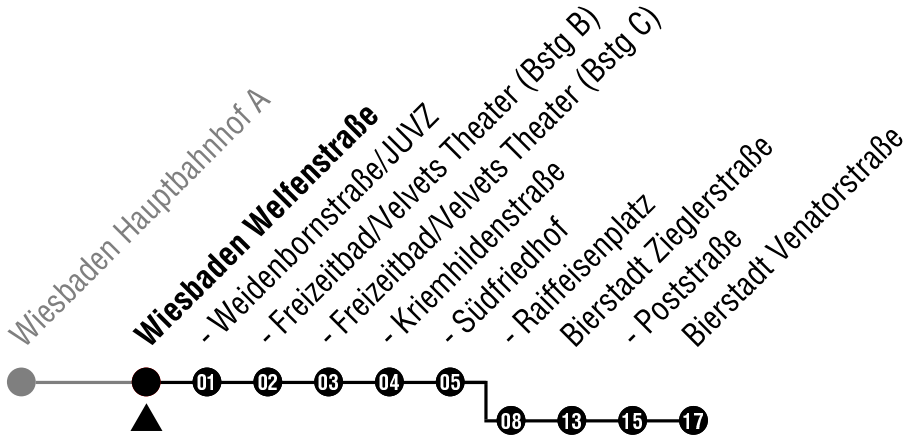 Wiesbaden Hauptbahnhof A
Wiesbaden Welfenstraße
- Weidenbornstraße/JUVZ
- Freizeitbad/Velvets Theater (Bstg B)
- Freizeitbad/Velvets Theater (Bstg C)
- Kriemhildenstraße
- Südfriedhof
- Raiffeisenplatz
Bierstadt Zieglerstraße
- Poststraße
Bierstadt Venatorstraße
01 02 03 04 05
08 13 15 17